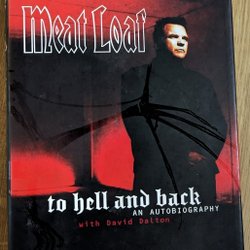 Meat Loaf
to hell and back
AN AUTOBIOGRAPHY
with David Dalton